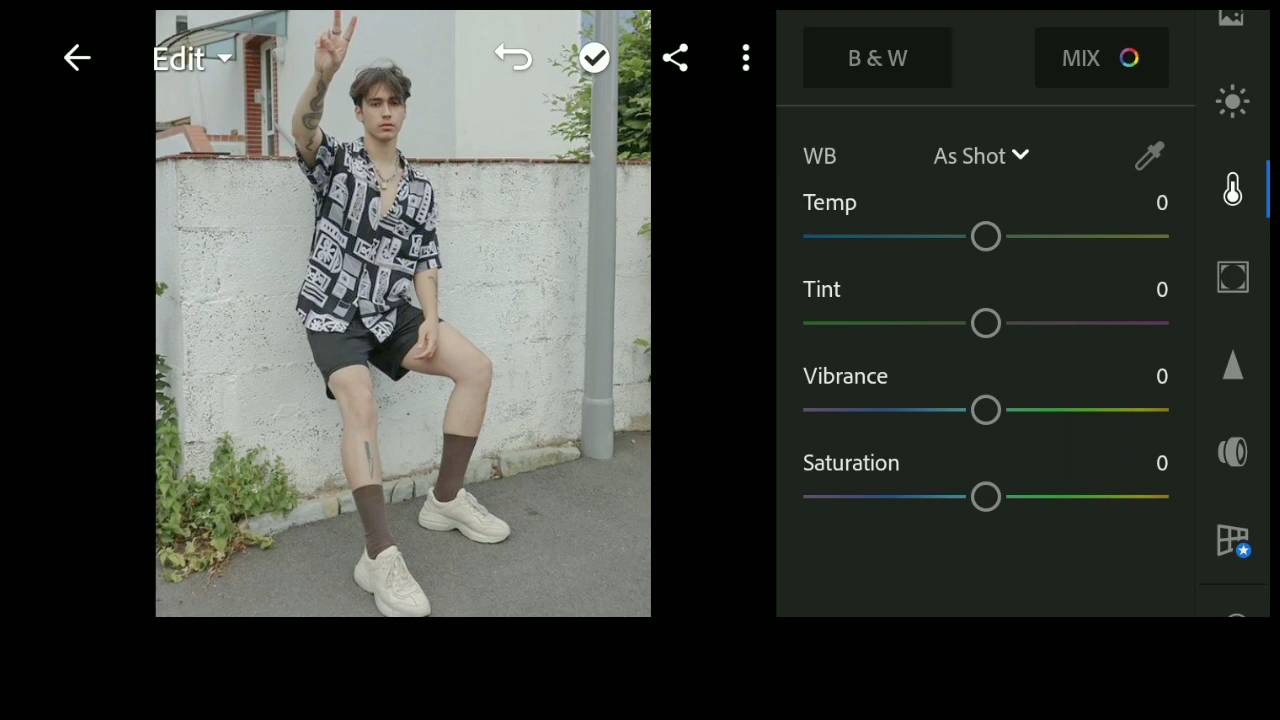 Edit
B & W
MIX
WB
As Shot
Temp
0
Tint
0
Vibrance
0
Saturation
0